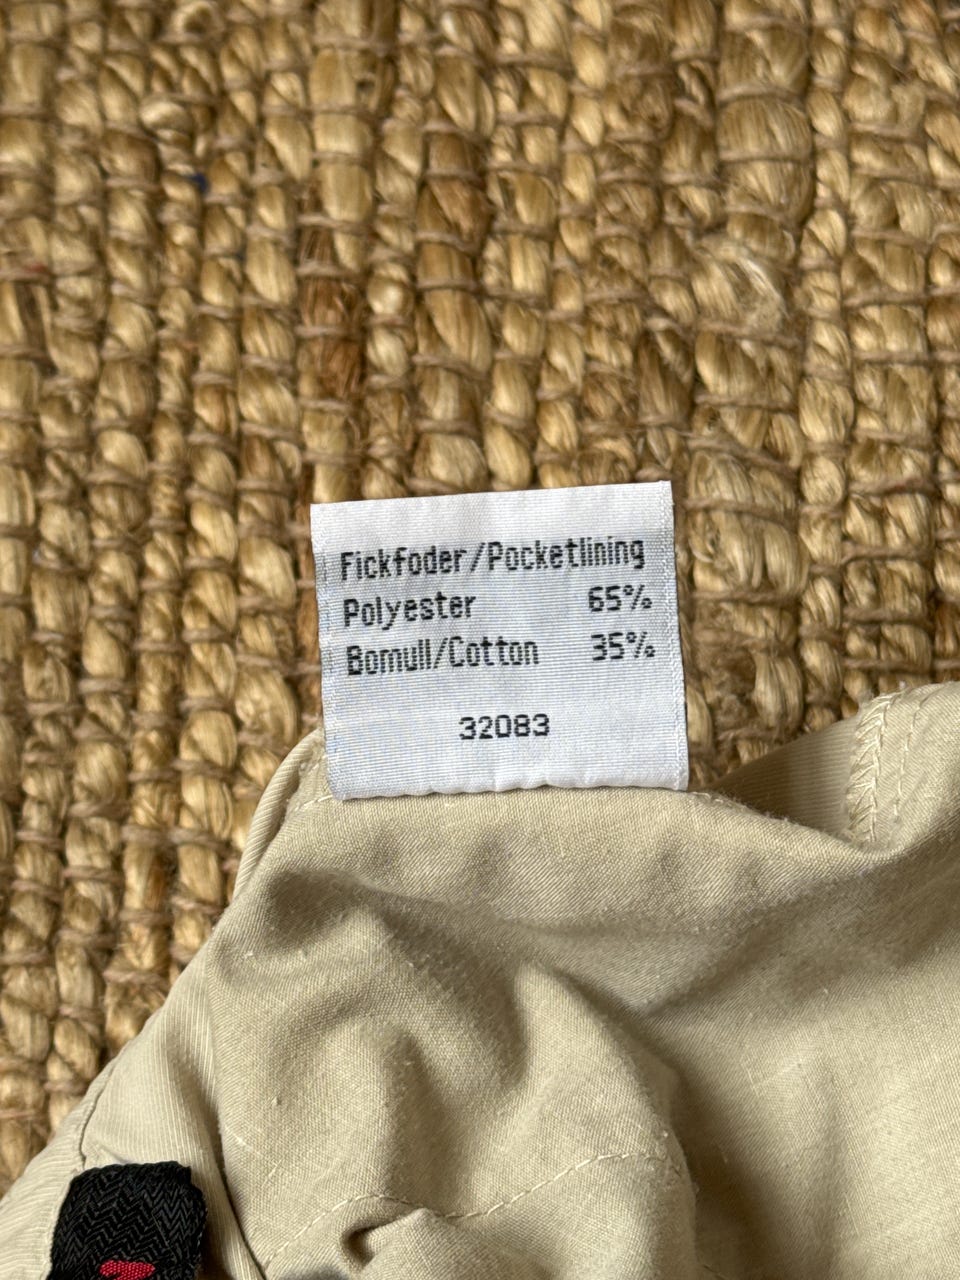 Fickfoder/Pocketlining
Polyester 65%
Bomull/Cotton 35%
32083